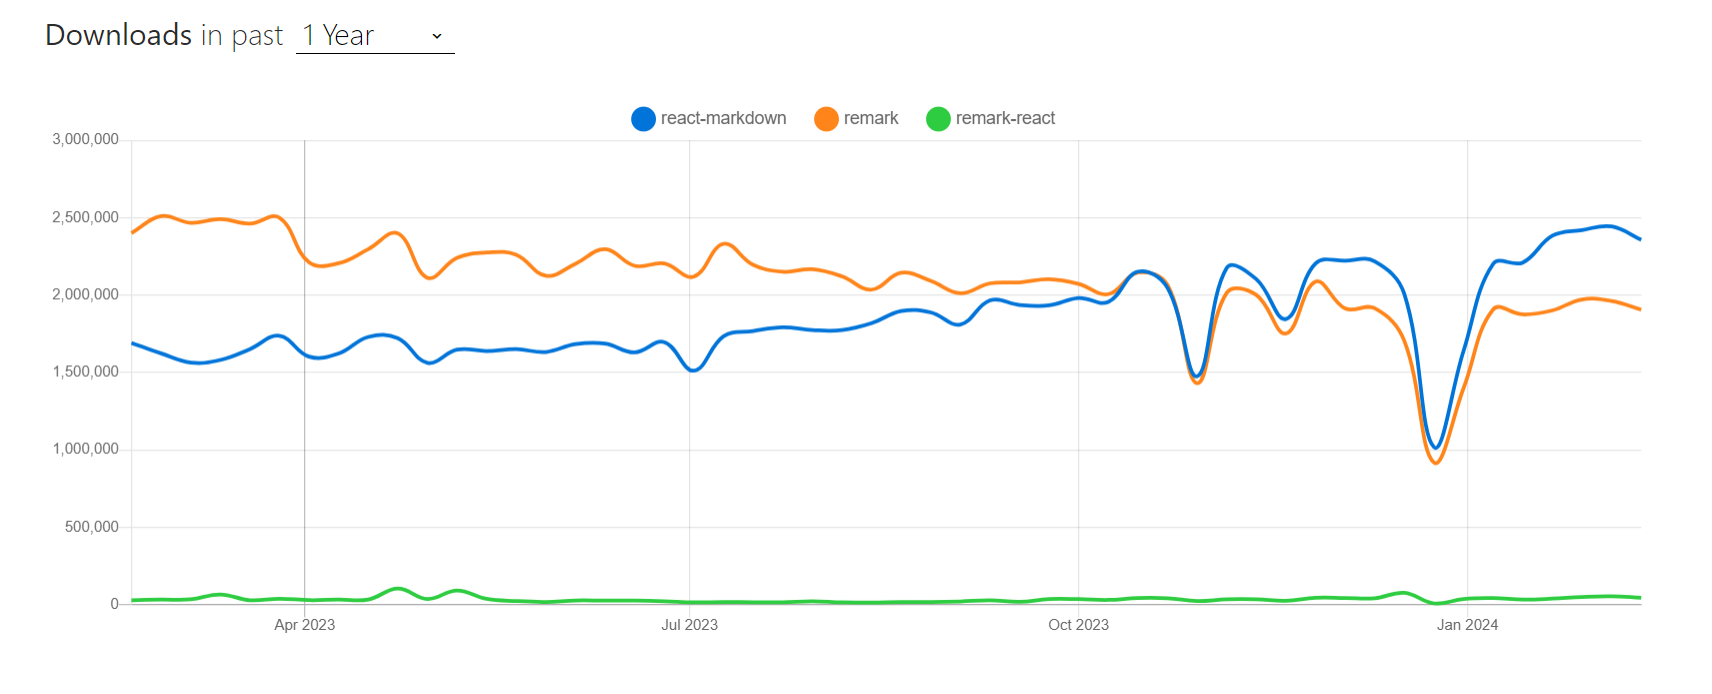 Downloads in past 1 Year
react-markdown remark remark-react
3,000,000
2,500,000
2,000,000
1,500,000
1,000,000
500,000
0
Apr 2023 Jul 2023 Oct 2023 Jan 2024